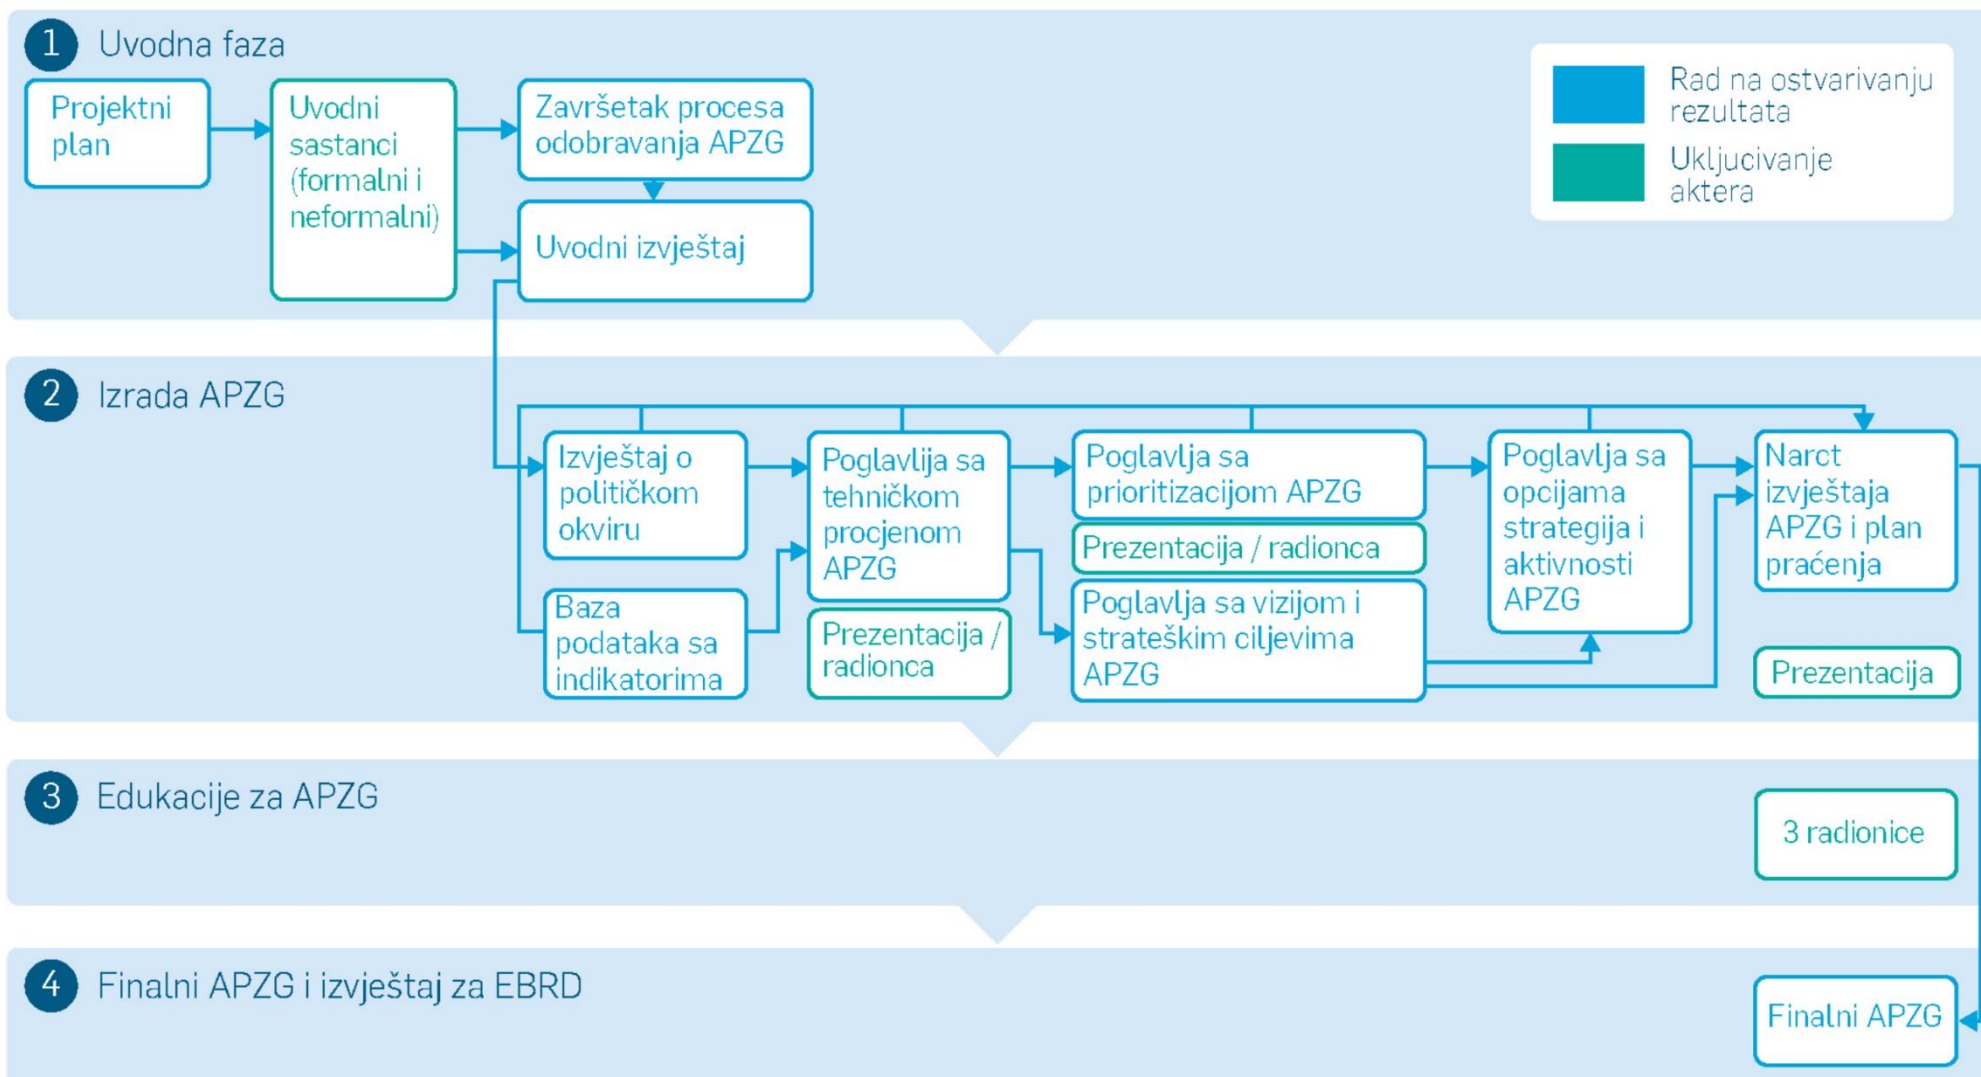 1 Uvodna faza
Projektni
plan
Uvodni
sastanci
(formalni i
neformalni)
Završetak procesa
odobravanja APZG
Uvodni izvještaj
Rad na ostvarivanju
rezultata
Ukljucivanje
aktera
2 Izrada APZG
Izvještaj o
političkom
okviru
Baza
podataka sa
indikatorima
Poglavlija sa
tehničkom
procjenom
APZG
Prezentacija /
radionca
Poglavlja sa
prioritizacijom APZG
Prezentacija / radionca
Poglavlja sa vizijom i
strateškim ciljevima
APZG
Poglavlja sa
opcijama
strategija i
aktivnosti
APZG
Narct
izvještaja
APZG i plan
praćenja
Prezentacija
3 Edukacije za APZG
3 radionice
4 Finalni APZG i izvještaj za EBRD
Finalni APZG